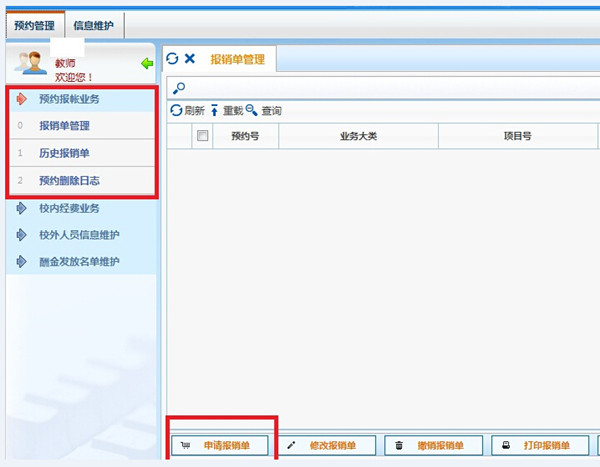 预约管理 信息维护
教师
欢迎您！
报销单管理
预约报帐业务
0 报销单管理
1 历史报销单
2 预约删除日志
校内经费业务
校外人员信息维护
酬金发放名单维护
刷新 重载 查询
预约号 业务大类 项目号
申请报销单 修改报销单 撤销报销单 打印报销单